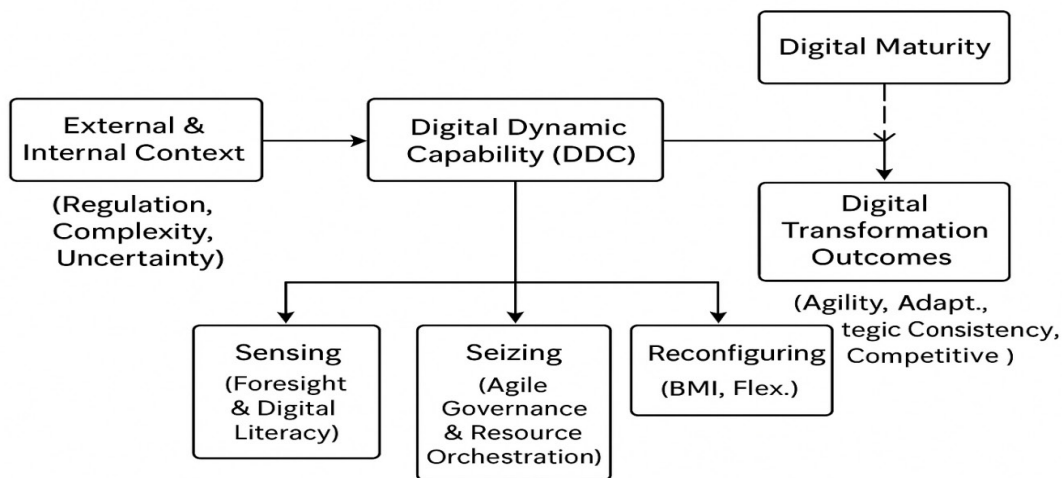 Digital Maturity
External &
Internal Context
(Regulation,
Complexity,
Uncertainty)
Digital Dynamic
Capability (DDC)
Digital
Transformation
Outcomes
(Agility, Adapt.,
tegic Consistency,
Competitive )
Sensing
(Foresight
& Digital
Literacy)
Seizing
(Agile
Governance
& Resource
Orchestration)
Reconfiguring
(BMI, Flex.)